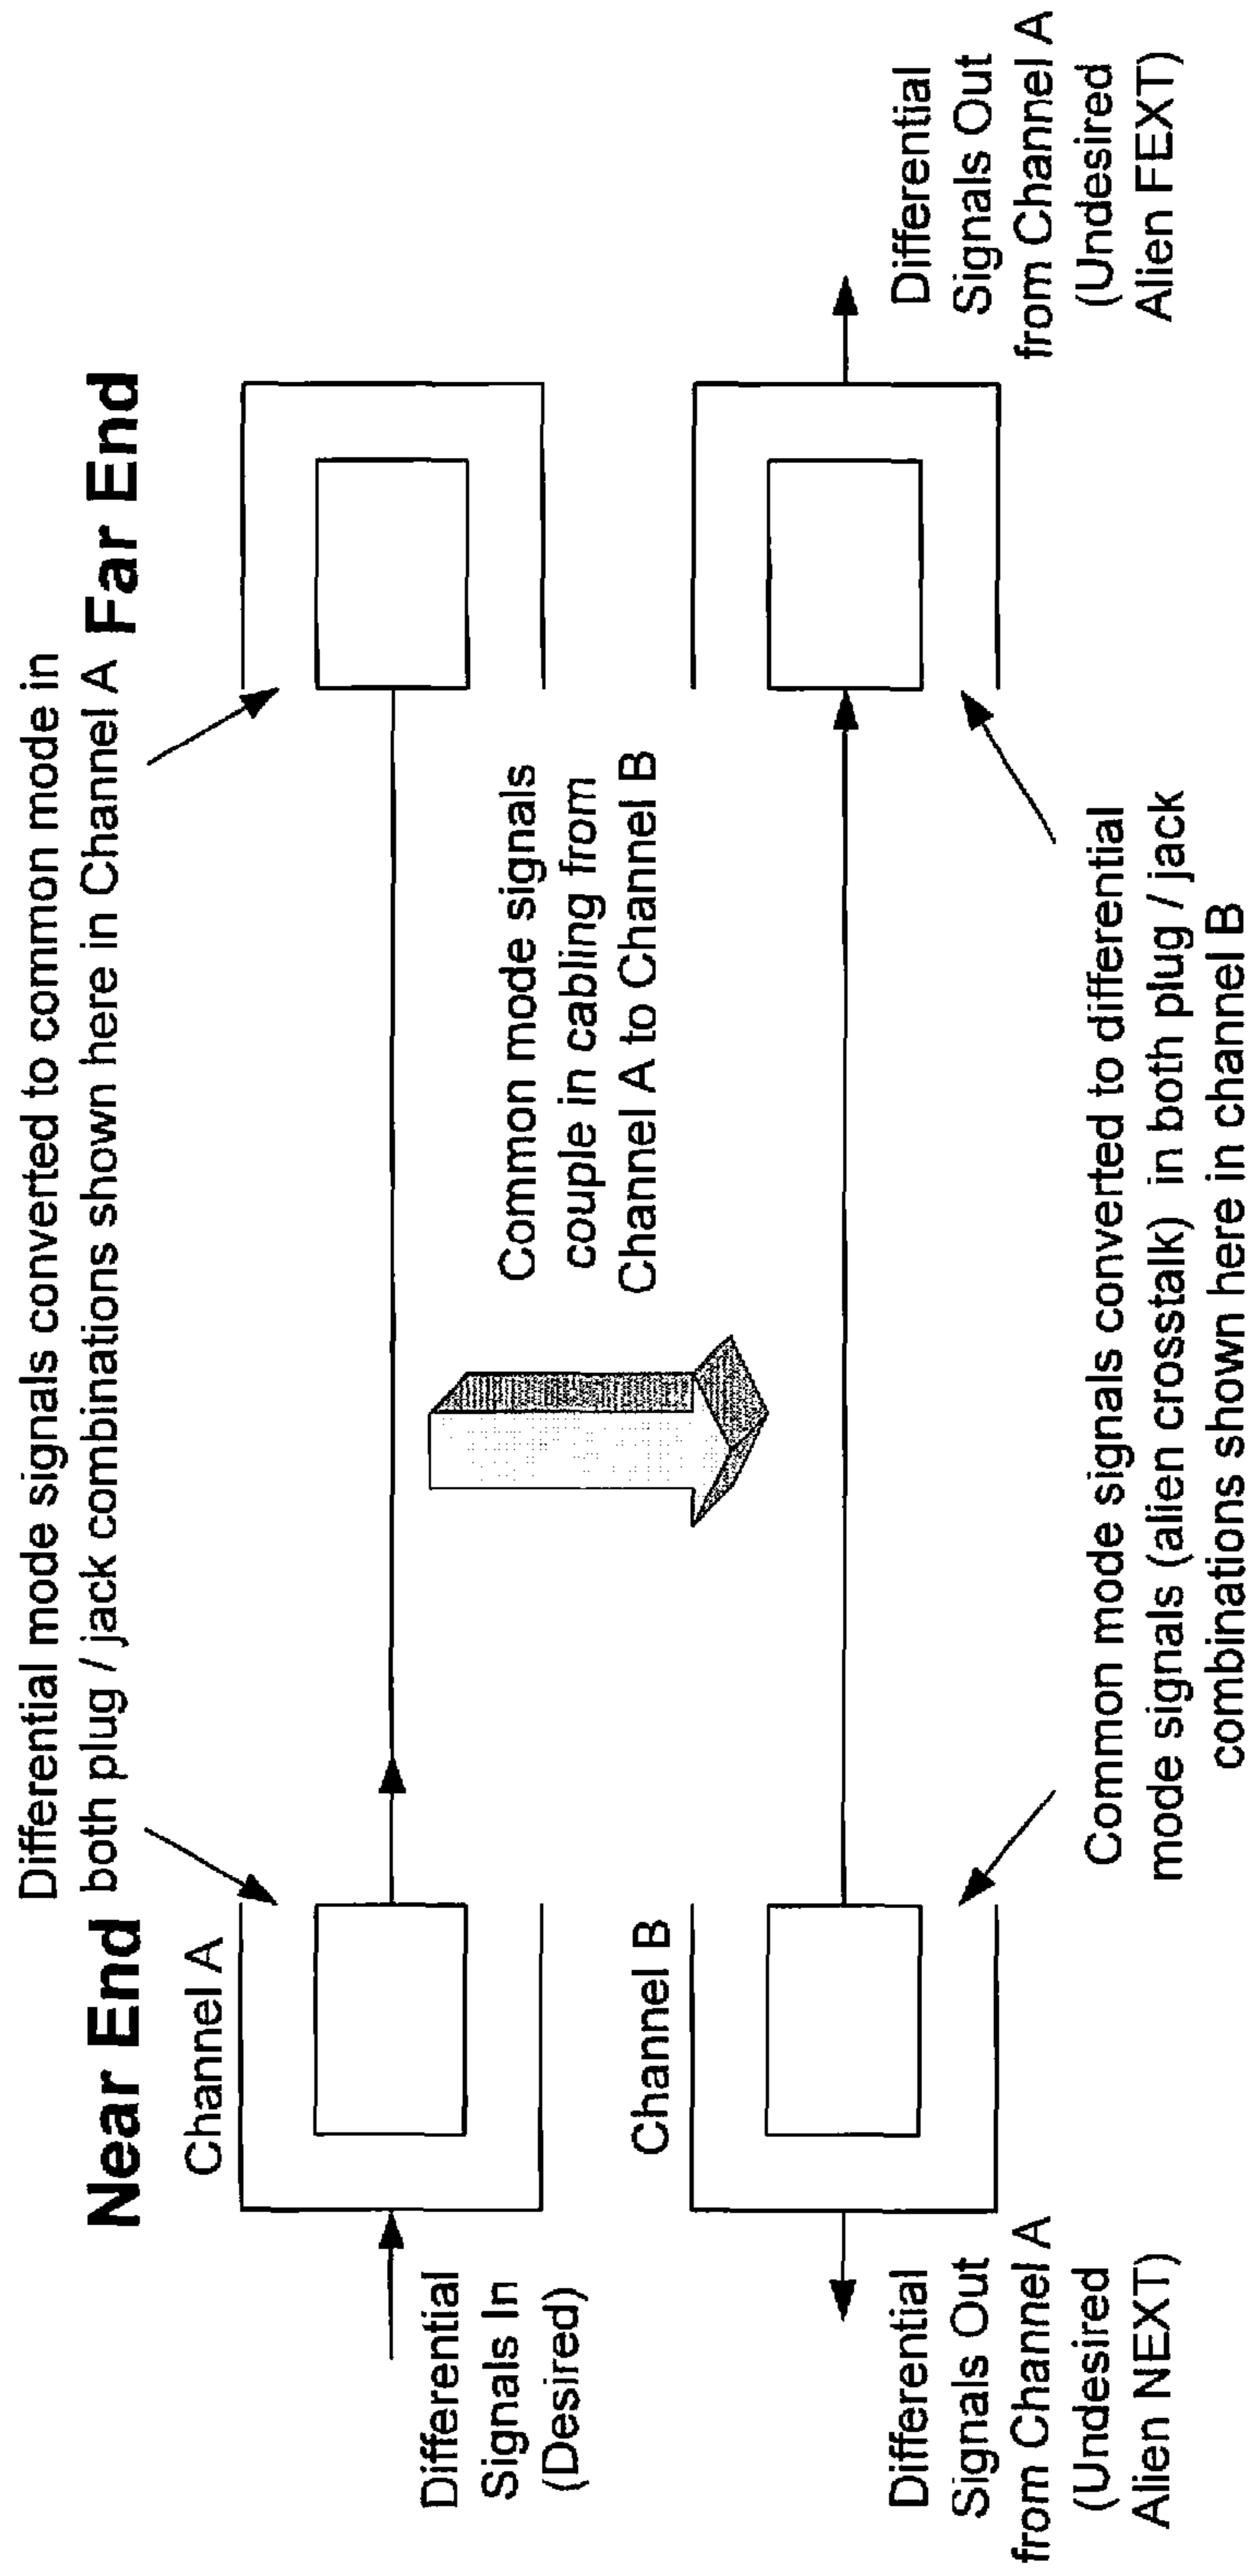 Differential mode signals converted to common mode in
both plug / jack combinations shown here in Channel A
Near End
Far End
Channel A
Differential
Signals In
(Desired)
Common mode signals
couple in cabling from
Channel A to Channel B
Channel B
Differential
Signals Out
from Channel A
(Undesired
Alien NEXT)
Differential
Signals Out
from Channel A
(Undesired
Alien FEXT)
Common mode signals converted to differential
mode signals (alien crosstalk) in both plug / jack
combinations shown here in channel B